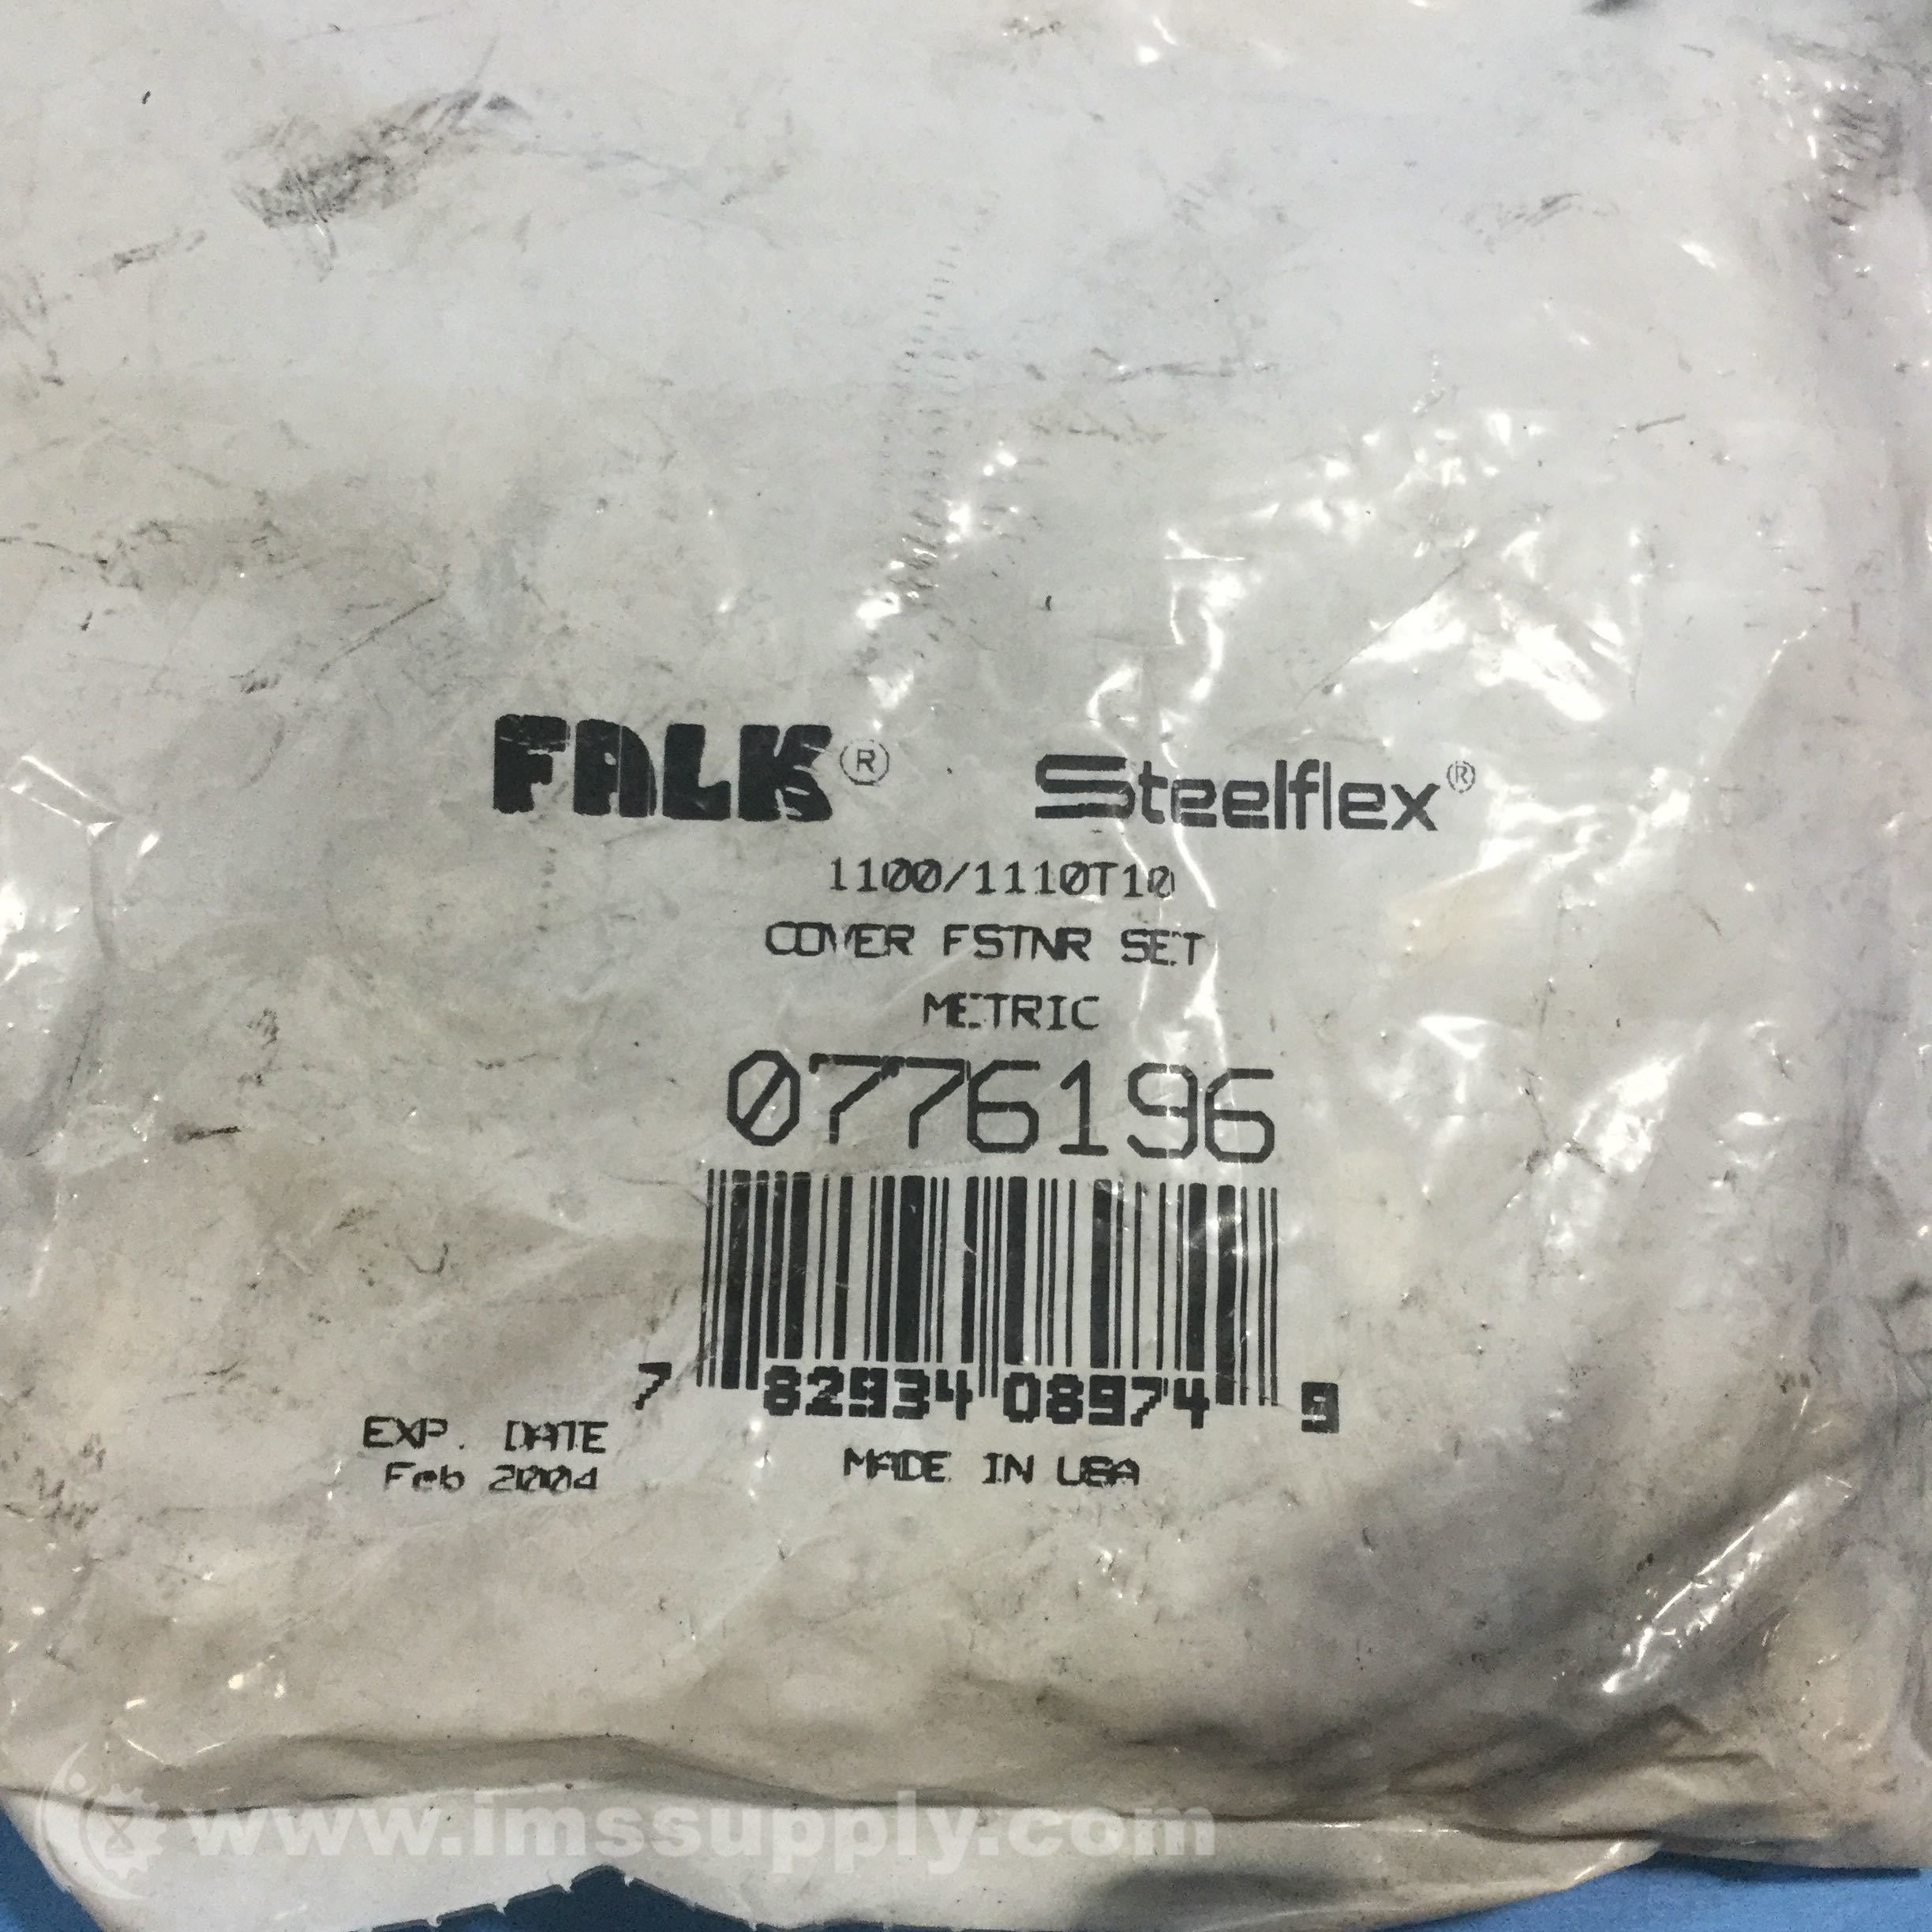 FALK® Steelflex®
1100/1110T10
COVER FSTNR SET
METRIC
0776196
7 82934 08974 9
EXP. DATE
Feb 2004
MADE IN USA
www.imssupply.com